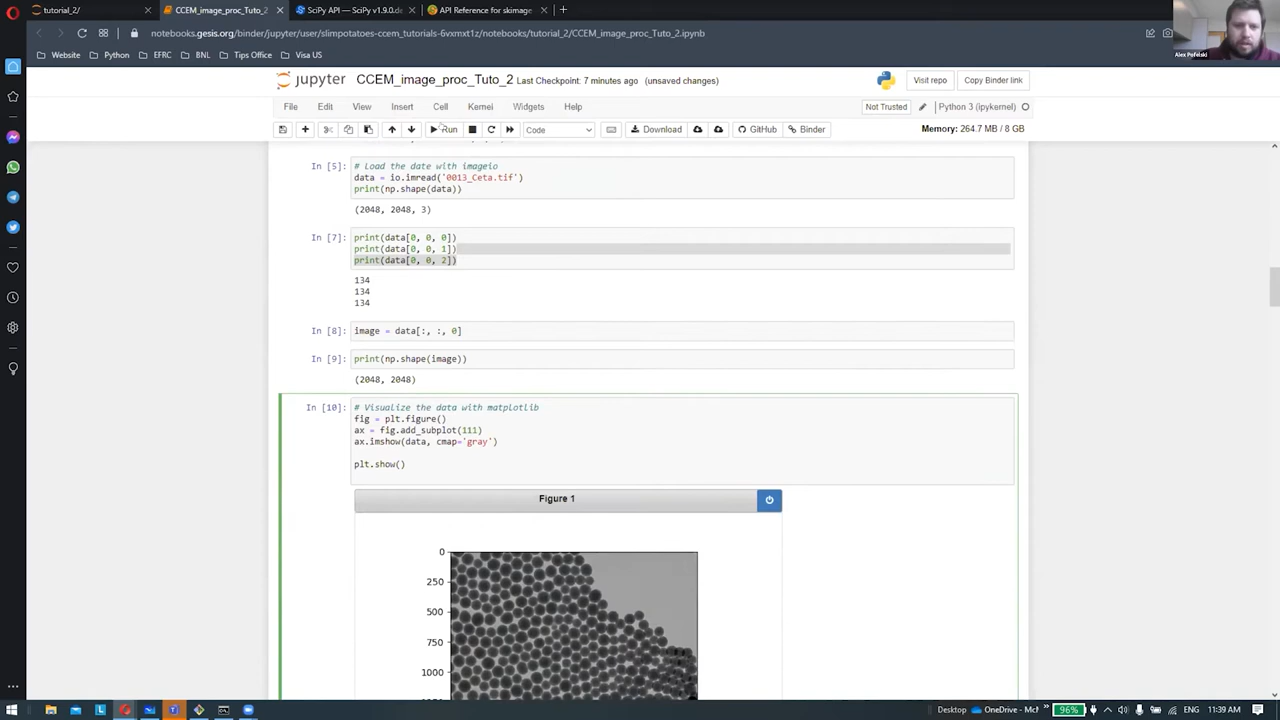 tutorial_2/
CCEM_image_proc_Tuto_2
SciPy API — SciPy v1.9.0.de
API Reference for skimage
notebooks.gesis.org/binder/jupyter/user/slimpotatoes-ccem_tutorials-6vxmxt1z/notebooks/tutorial_2/CCEM_image_proc_Tuto_2.ipynb
Alex Pofelski
Website Python EFRC BNL Tips Office Visa US
jupyter CCEM_image_proc_Tuto_2 Last Checkpoint: 7 minutes ago (unsaved changes)
Visit repo Copy Binder link
File Edit View Insert Cell Kernel Widgets Help
Not Trusted Python 3 (ipykernel)
Run Code Download GitHub Binder Memory: 264.7 MB / 8 GB
In [5]: # Load the date with imageio
data = io.imread('0013_Ceta.tif')
print(np.shape(data))
(2048, 2048, 3)
In [7]: print(data[0, 0, 0])
print(data[0, 0, 1])
print(data[0, 0, 2])
134
134
134
In [8]: image = data[:, :, 0]
In [9]: print(np.shape(image))
(2048, 2048)
In [10]: # Visualize the data with matplotlib
fig = plt.figure()
ax = fig.add_subplot(111)
ax.imshow(data, cmap='gray')
plt.show()
Figure 1
0
250
500
750
1000
Desktop OneDrive - McM 96% ENG 11:39 AM